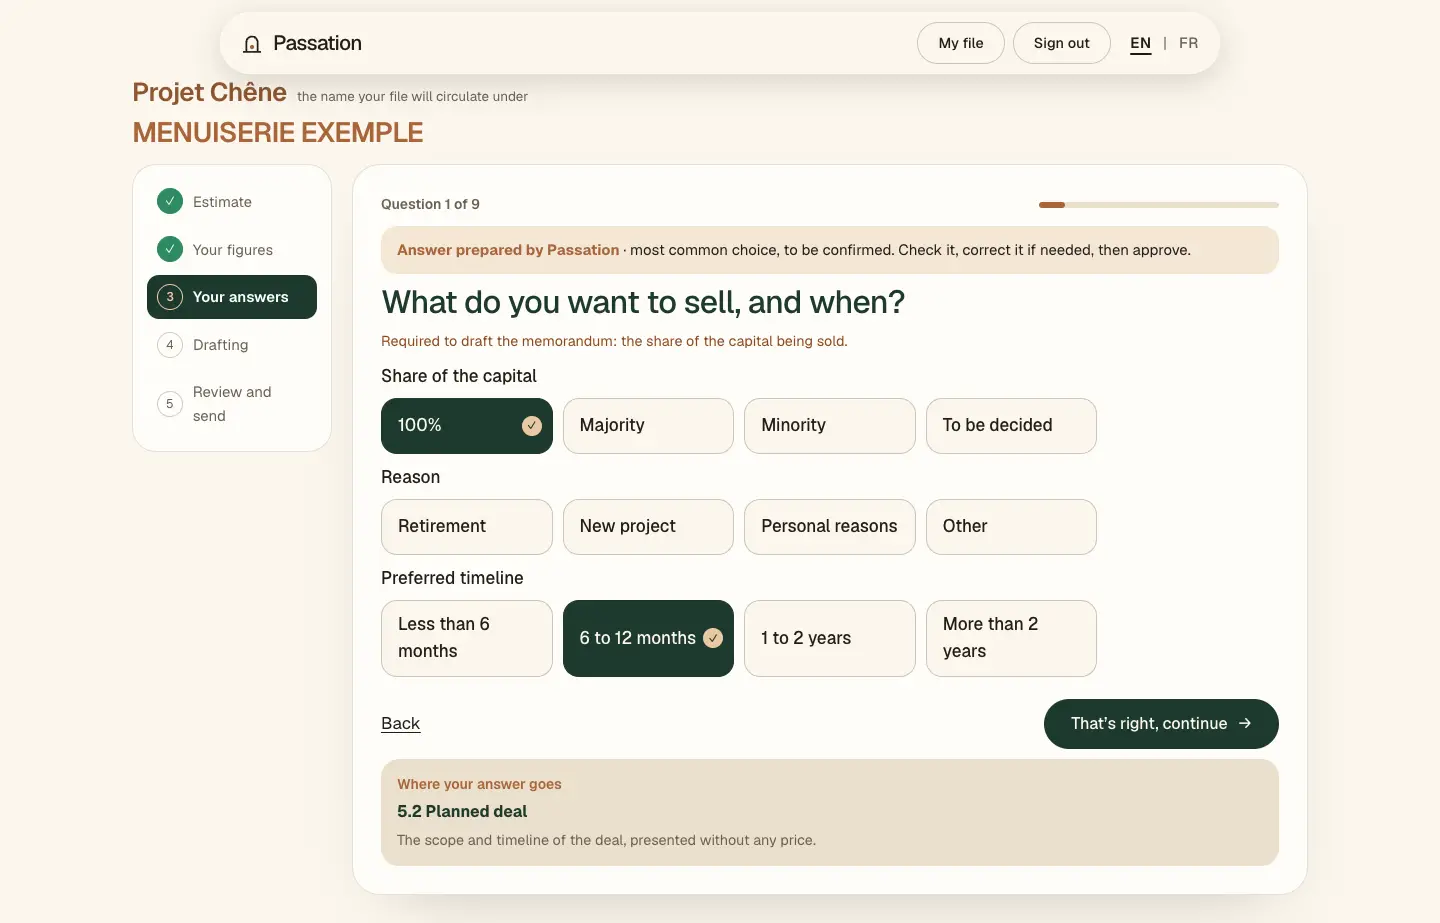 Passation
My file
Sign out
EN | FR
Projet Chêne the name your file will circulate under
MENUISERIE EXEMPLE
Estimate
Your figures
3 Your answers
4 Drafting
5 Review and
send
Question 1 of 9
Answer prepared by Passation · most common choice, to be confirmed. Check it, correct it if needed, then approve.
What do you want to sell, and when?
Required to draft the memorandum: the share of the capital being sold.
Share of the capital
100%
Majority
Minority
To be decided
Reason
Retirement
New project
Personal reasons
Other
Preferred timeline
Less than 6
months
6 to 12 months
1 to 2 years
More than 2
years
Back
That's right, continue →
Where your answer goes
5.2 Planned deal
The scope and timeline of the deal, presented without any price.